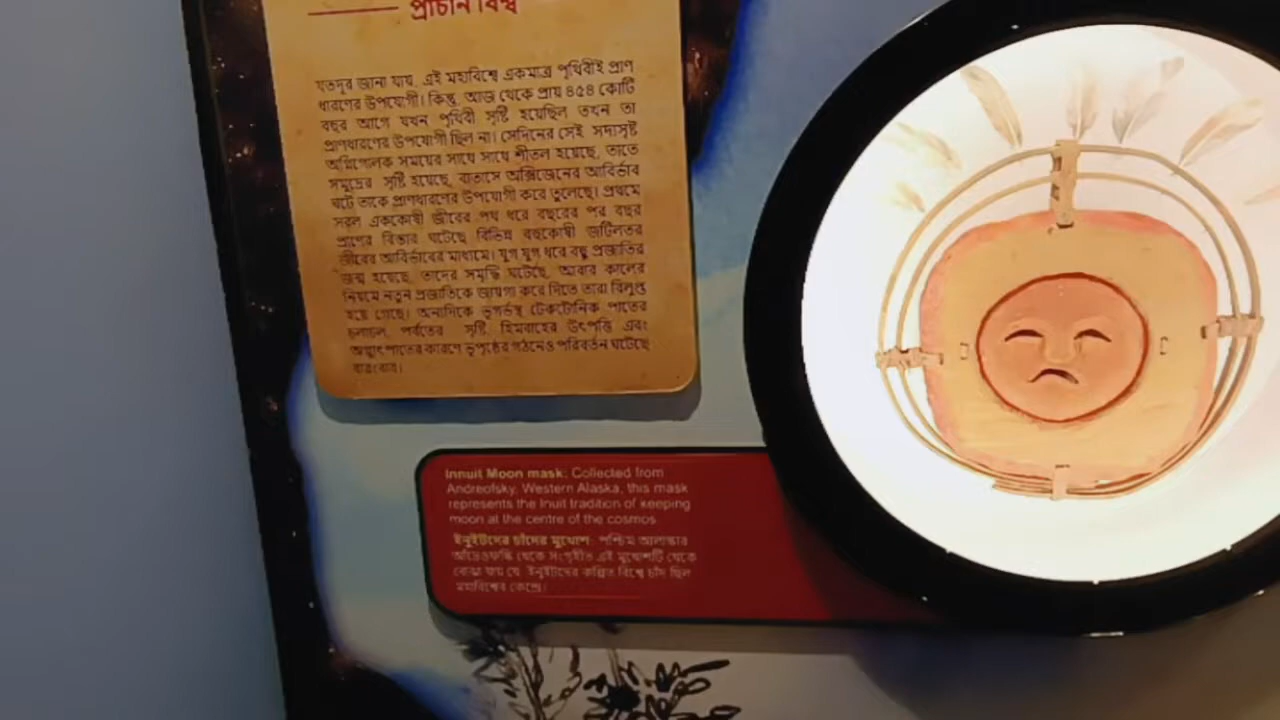 প্রাচীন বিশ্ব
যতদূর জানা যায়, এই মহাবিশ্বে একমাত্র পৃথিবীই প্রাণ
ধারণের উপযোগী। কিন্তু, আজ থেকে প্রায় ৪৫৪ কোটি
বছর আগে যখন পৃথিবী সৃষ্টি হয়েছিল তখন তা
প্রাণধারণের উপযোগী ছিল না। সেদিনের সেই সদ্যসৃষ্ট
অগ্নিগোলক সময়ের সাথে সাথে শীতল হয়েছে, তাতে
সমুদ্রের সৃষ্টি হয়েছে, বাতাসে অক্সিজেনের আবির্ভাব
ঘটে তাকে প্রাণধারণের উপযোগী করে তুলেছে। প্রথমে
সরল এককোষী জীবের পথ ধরে বছরের পর বছর
প্রাণের বিস্তার ঘটেছে বিভিন্ন বহুকোষী জটিলতর
জীবের আবির্ভাবের মাধ্যমে। যুগ যুগ ধরে বহু প্রজাতির
জন্ম হয়েছে, তাদের সমৃদ্ধি ঘটেছে, আবার কালের
নিয়মে নতুন প্রজাতিকে জায়গা করে দিতে তারা বিলুপ্ত
হয়ে গেছে। অন্যদিকে ভূগর্ভস্থ টেকটোনিক পাতের
চলাচল, পর্বতের সৃষ্টি, হিমবাহের উৎপত্তি এবং
অগ্ন্যুৎপাতের কারণে ভূপৃষ্ঠের গঠনেও পরিবর্তন ঘটেছে
বারংবার।
Innuit Moon mask: Collected from
Andreofsky, Western Alaska, this mask
represents the Inuit tradition of keeping
moon at the centre of the cosmos.
ইনুইটদের চাঁদের মুখোশ: পশ্চিম আলাস্কার
আঁদ্রেওফস্কি থেকে সংগৃহীত এই মুখোশটি থেকে
বোঝা যায় যে, ইনুইটদের কল্পিত বিশ্বে চাঁদ ছিল
মহাবিশ্বের কেন্দ্রে।